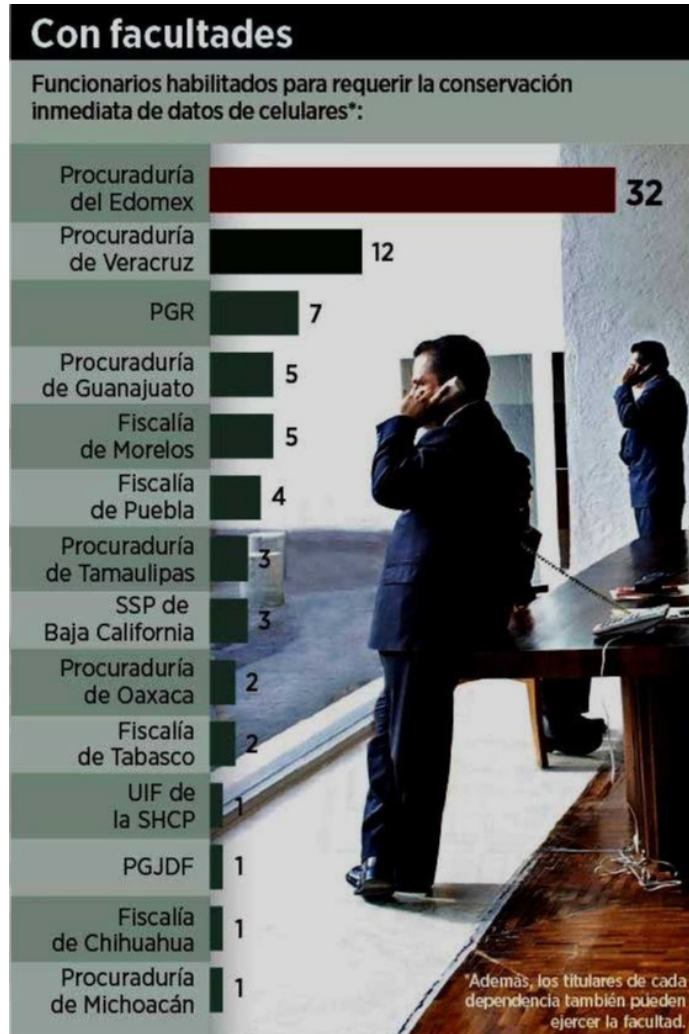 Con facultades
Funcionarios habilitados para requerir la conservación
inmediata de datos de celulares*:
Procuraduría
del Edomex
32
Procuraduría
de Veracruz
12
PGR
7
Procuraduría
de Guanajuato
5
Fiscalía
de Morelos
5
Fiscalía
de Puebla
4
Procuraduría
de Tamaulipas
3
SSP de
Baja California
3
Procuraduría
de Oaxaca
2
Fiscalía
de Tabasco
2
UIF de
la SHCP
1
PGJDF
1
Fiscalía
de Chihuahua
1
Procuraduría
de Michoacán
1
*Además, los titulares de cada
dependencia también pueden
ejercer la facultad.